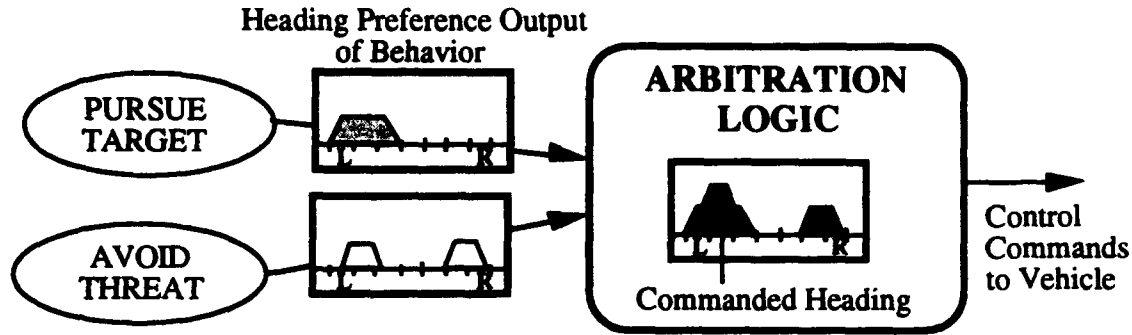 Heading Preference Output
of Behavior
PURSUE
TARGET
L R
AVOID
THREAT
L R
ARBITRATION
LOGIC
L R
Commanded Heading
Control
Commands
to Vehicle